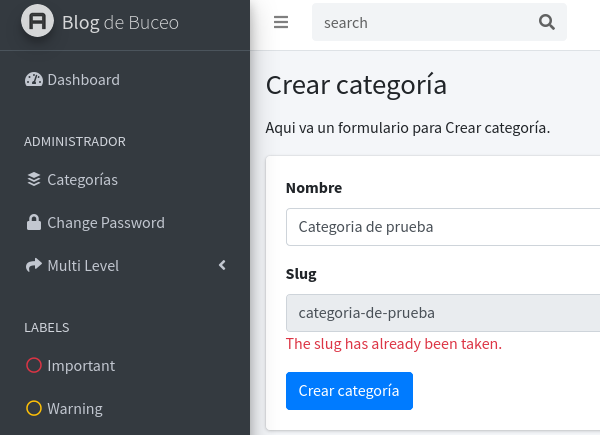 Blog de Buceo
search
Dashboard
ADMINISTRADOR
Categorías
Change Password
Multi Level
LABELS
Important
Warning
Crear categoría
Aqui va un formulario para Crear categoría.
Nombre
Categoria de prueba
Slug
categoria-de-prueba
The slug has already been taken.
Crear categoría